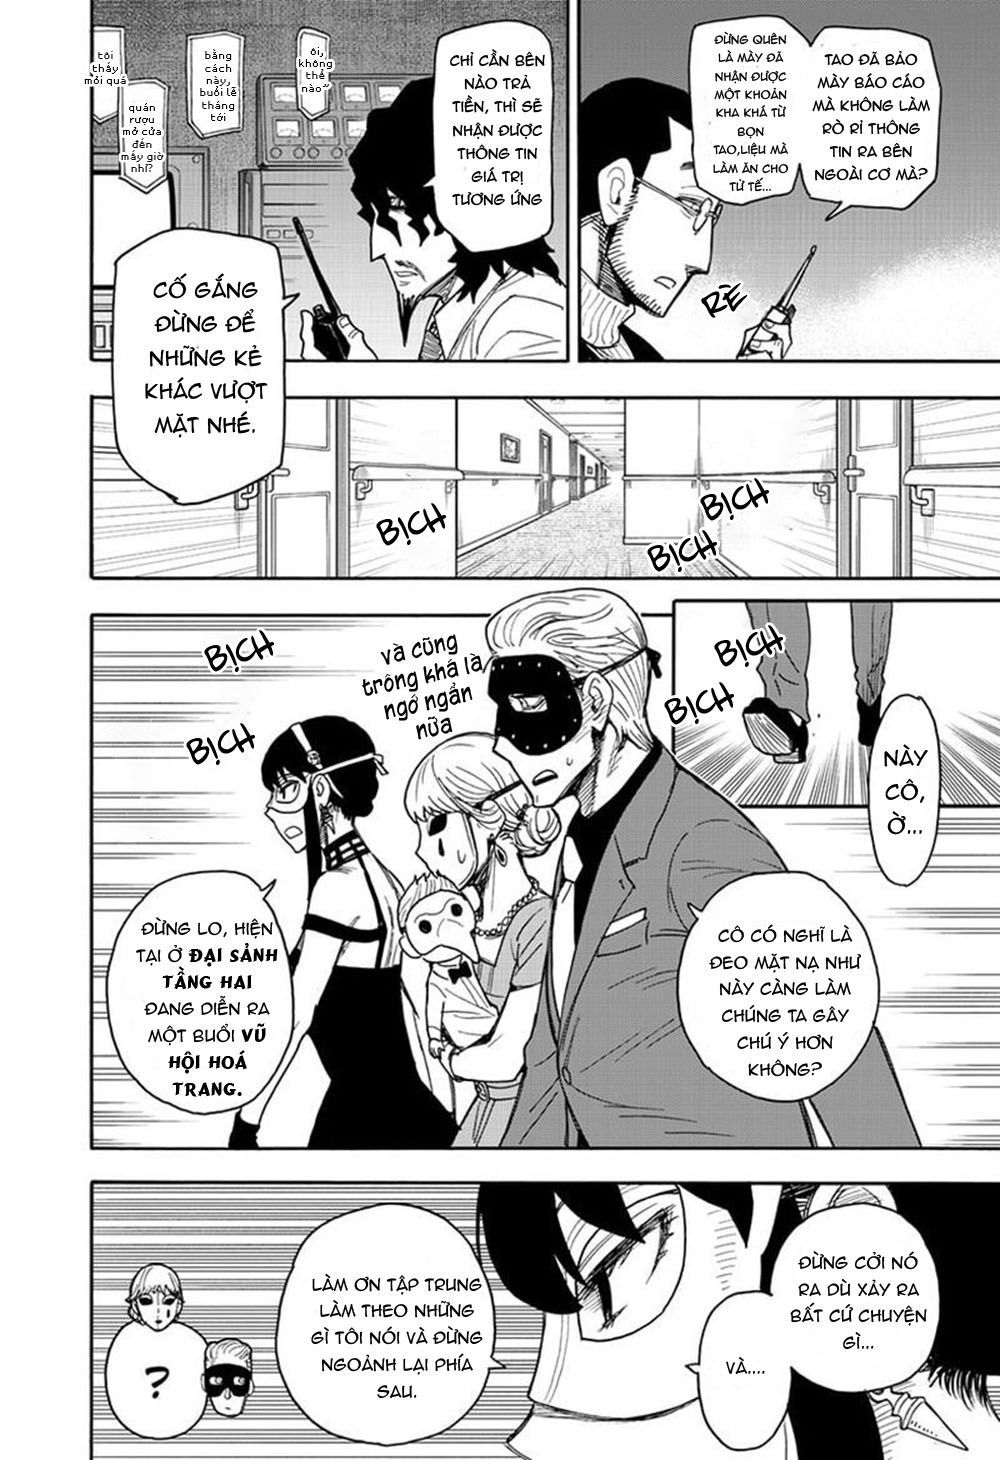 TAO ĐÃ BẢO
MÀY BÁO CÁO
MÀ KHÔNG LÀM
RÒ RỈ THÔNG
TIN RA BÊN
NGOÀI CƠ MÀ?
ĐỪNG QUÊN
LÀ MÀY ĐÃ
NHẬN ĐƯỢC
MỘT KHOẢN
KHA KHÁ TỪ
BỌN
TAO,LIỆU MÀ
LÀM ĂN CHO
TỬ TẾ...
RÈ
CHỈ CẦN BÊN
NÀO TRẢ
TIỀN, THÌ SẼ
NHẬN ĐƯỢC
THÔNG TIN
GIÁ TRỊ
TƯƠNG ỨNG
ôi,
không
thể
nào~
bằng
cách
này,
buổi lễ
tháng
tới
quán
rượu
mở cửa
đến
mấy giờ
nhỉ?
tôi
thấy
mỏi quá
CỐ GẮNG
ĐỪNG ĐỂ
NHỮNG KẺ
KHÁC VƯỢT
MẶT NHÉ.
BỊCH
BỊCH
BỊCH
BỊCH
BỊCH
NÀY
CÔ,
Ờ...
và cũng
trông khá là
ngớ ngẩn
nữa
BỊCH
BỊCH
CÔ CÓ NGHĨ LÀ
ĐEO MẶT NẠ NHƯ
NÀY CÀNG LÀM
CHÚNG TA GÂY
CHÚ Ý HƠN
KHÔNG?
ĐỪNG LO, HIỆN
TẠI Ở ĐẠI SẢNH
TẦNG HAI
ĐANG DIỄN RA
MỘT BUỔI VŨ
HỘI HOÁ
TRANG.
ĐỪNG CỞI NÓ
RA DÙ XẢY RA
BẤT CỨ CHUYỆN
GÌ...
VÀ....
LÀM ƠN TẬP TRUNG
LÀM THEO NHỮNG
GÌ TÔI NÓI VÀ ĐỪNG
NGOẢNH LẠI PHÍA
SAU.
?